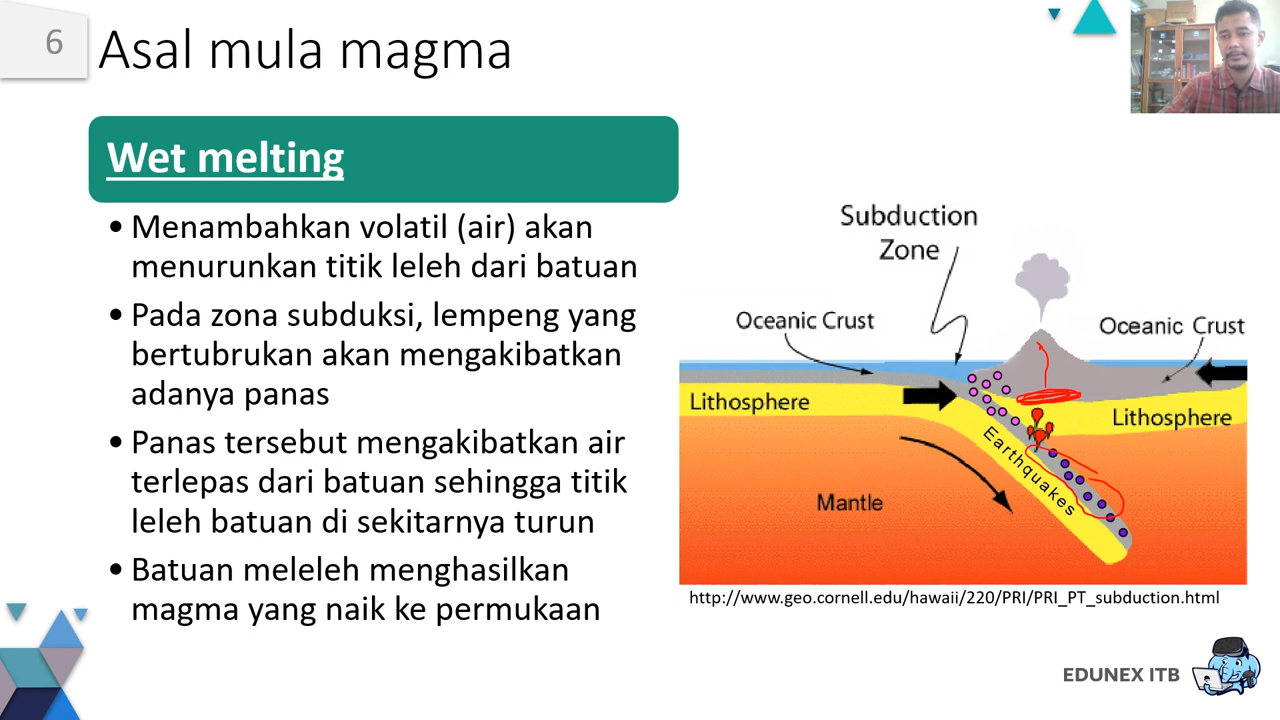 6
Asal mula magma
Wet melting
• Menambahkan volatil (air) akan
menurunkan titik leleh dari batuan
• Pada zona subduksi, lempeng yang
bertubrukan akan mengakibatkan
adanya panas
• Panas tersebut mengakibatkan air
terlepas dari batuan sehingga titik
leleh batuan di sekitarnya turun
• Batuan meleleh menghasilkan
magma yang naik ke permukaan
Subduction
Zone
Oceanic Crust
Oceanic Crust
Lithosphere
Lithosphere
Earthquakes
Mantle
http://www.geo.cornell.edu/hawaii/220/PRI/PRI_PT_subduction.html
EDUNEX ITB